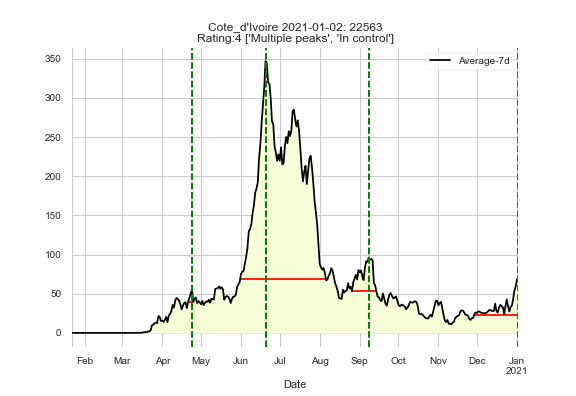 Cote_d'Ivoire 2021-01-02: 22563
Rating:4 ['Multiple peaks', 'In control']
Average-7d
350
300
250
200
150
100
50
0
Feb Mar Apr May Jun Jul Aug Sep Oct Nov Dec Jan
2021
Date